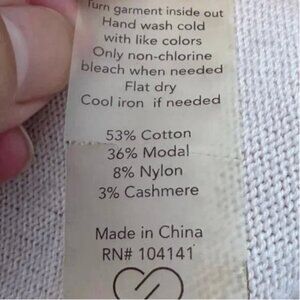 Turn garment inside out
Hand wash cold
with like colors
Only non-chlorine
bleach when needed
Flat dry
Cool iron if needed
53% Cotton
36% Modal
8% Nylon
3% Cashmere
Made in China
RN# 104141